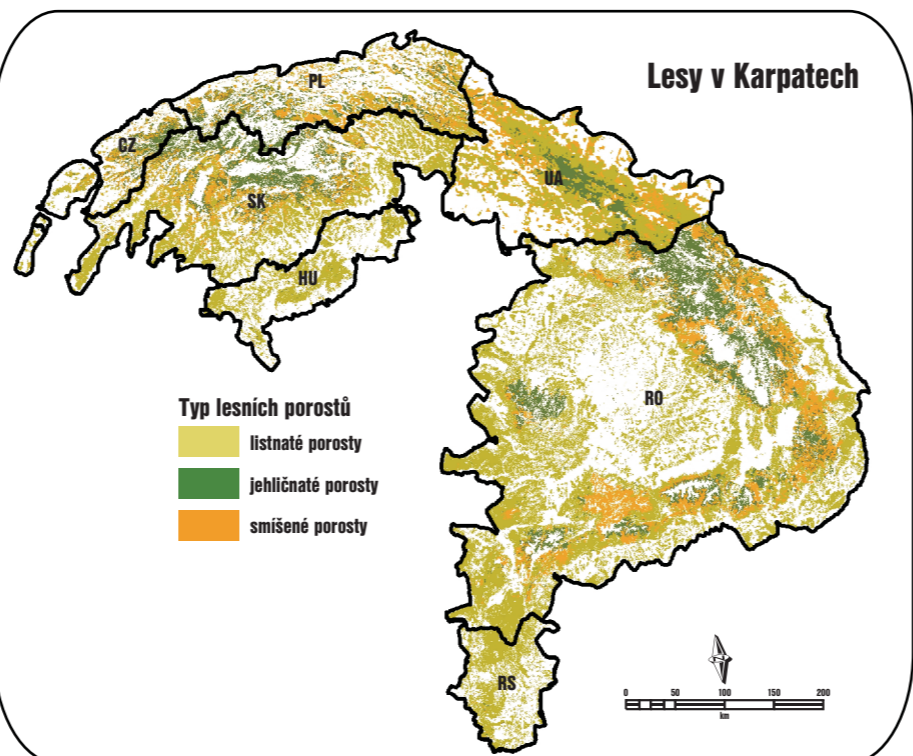 Lesy v Karpatech
PL
CZ
SK
UA
HU
RO
RS
Typ lesních porostů
listnaté porosty
jehličnaté porosty
smíšené porosty
0 50 100 150 200
km